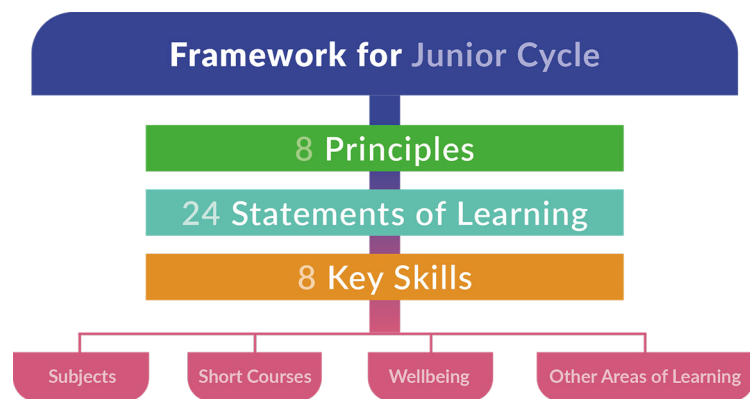 Framework for Junior Cycle
8 Principles
24 Statements of Learning
8 Key Skills
Subjects
Short Courses
Wellbeing
Other Areas of Learning